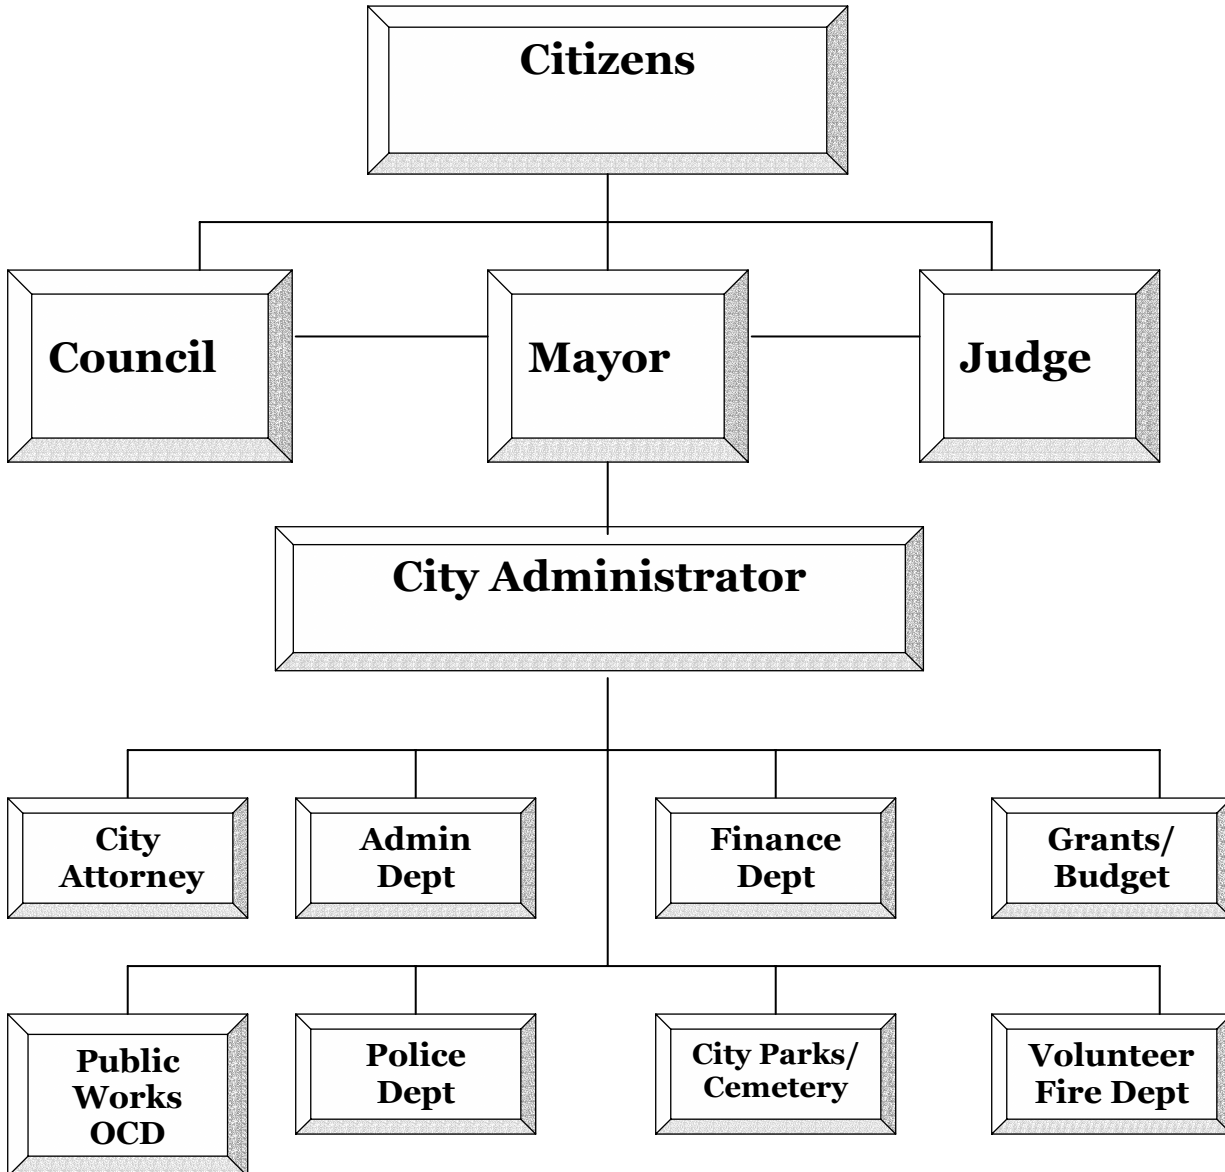 Citizens
Council
Mayor
Judge
City Administrator
City
Attorney
Admin
Dept
Finance
Dept
Grants/
Budget
Public
Works
OCD
Police
Dept
City Parks/
Cemetery
Volunteer
Fire Dept